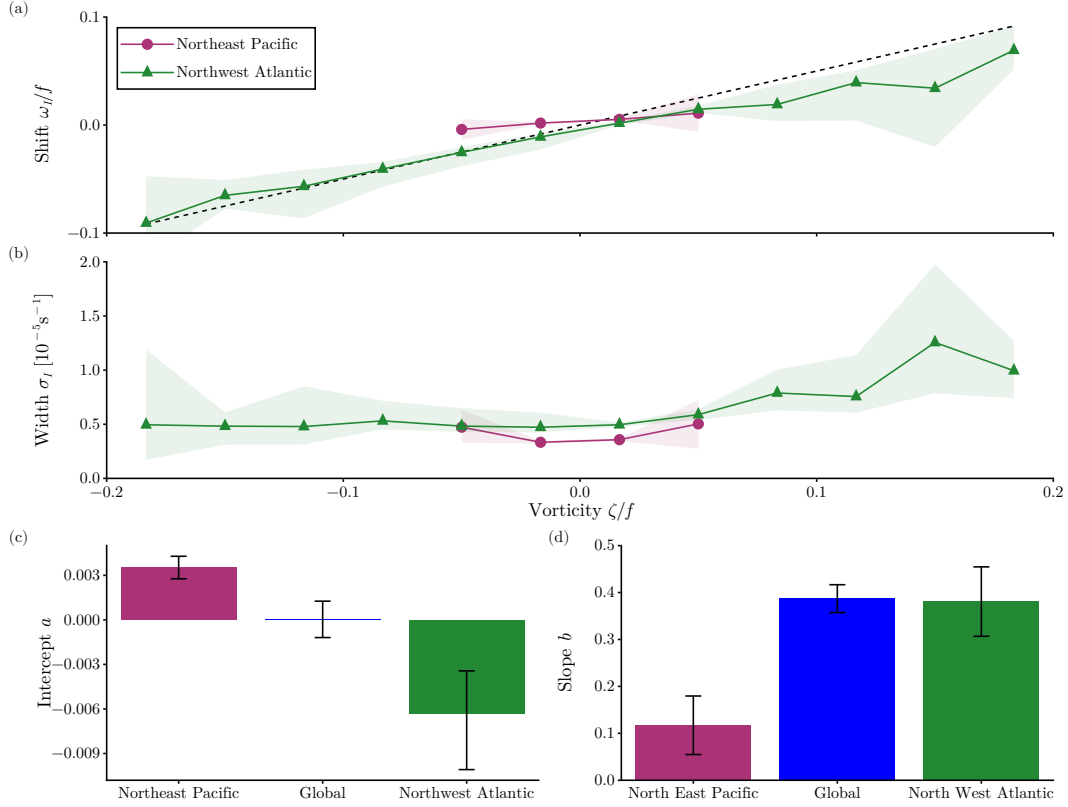 (a)
0.1
0.0
−0.1
Shift ω_I/f
Northeast Pacific
Northwest Atlantic
(b)
2.0
1.5
1.0
0.5
0.0
Width σ_I [10⁻⁵s⁻¹]
−0.2
−0.1
0.0
0.1
0.2
Vorticity ζ/f
(c)
0.003
0.000
−0.003
−0.006
−0.009
Intercept a
Northeast Pacific
Global
Northwest Atlantic
(d)
0.5
0.4
0.3
0.2
0.1
0.0
Slope b
North East Pacific
Global
North West Atlantic